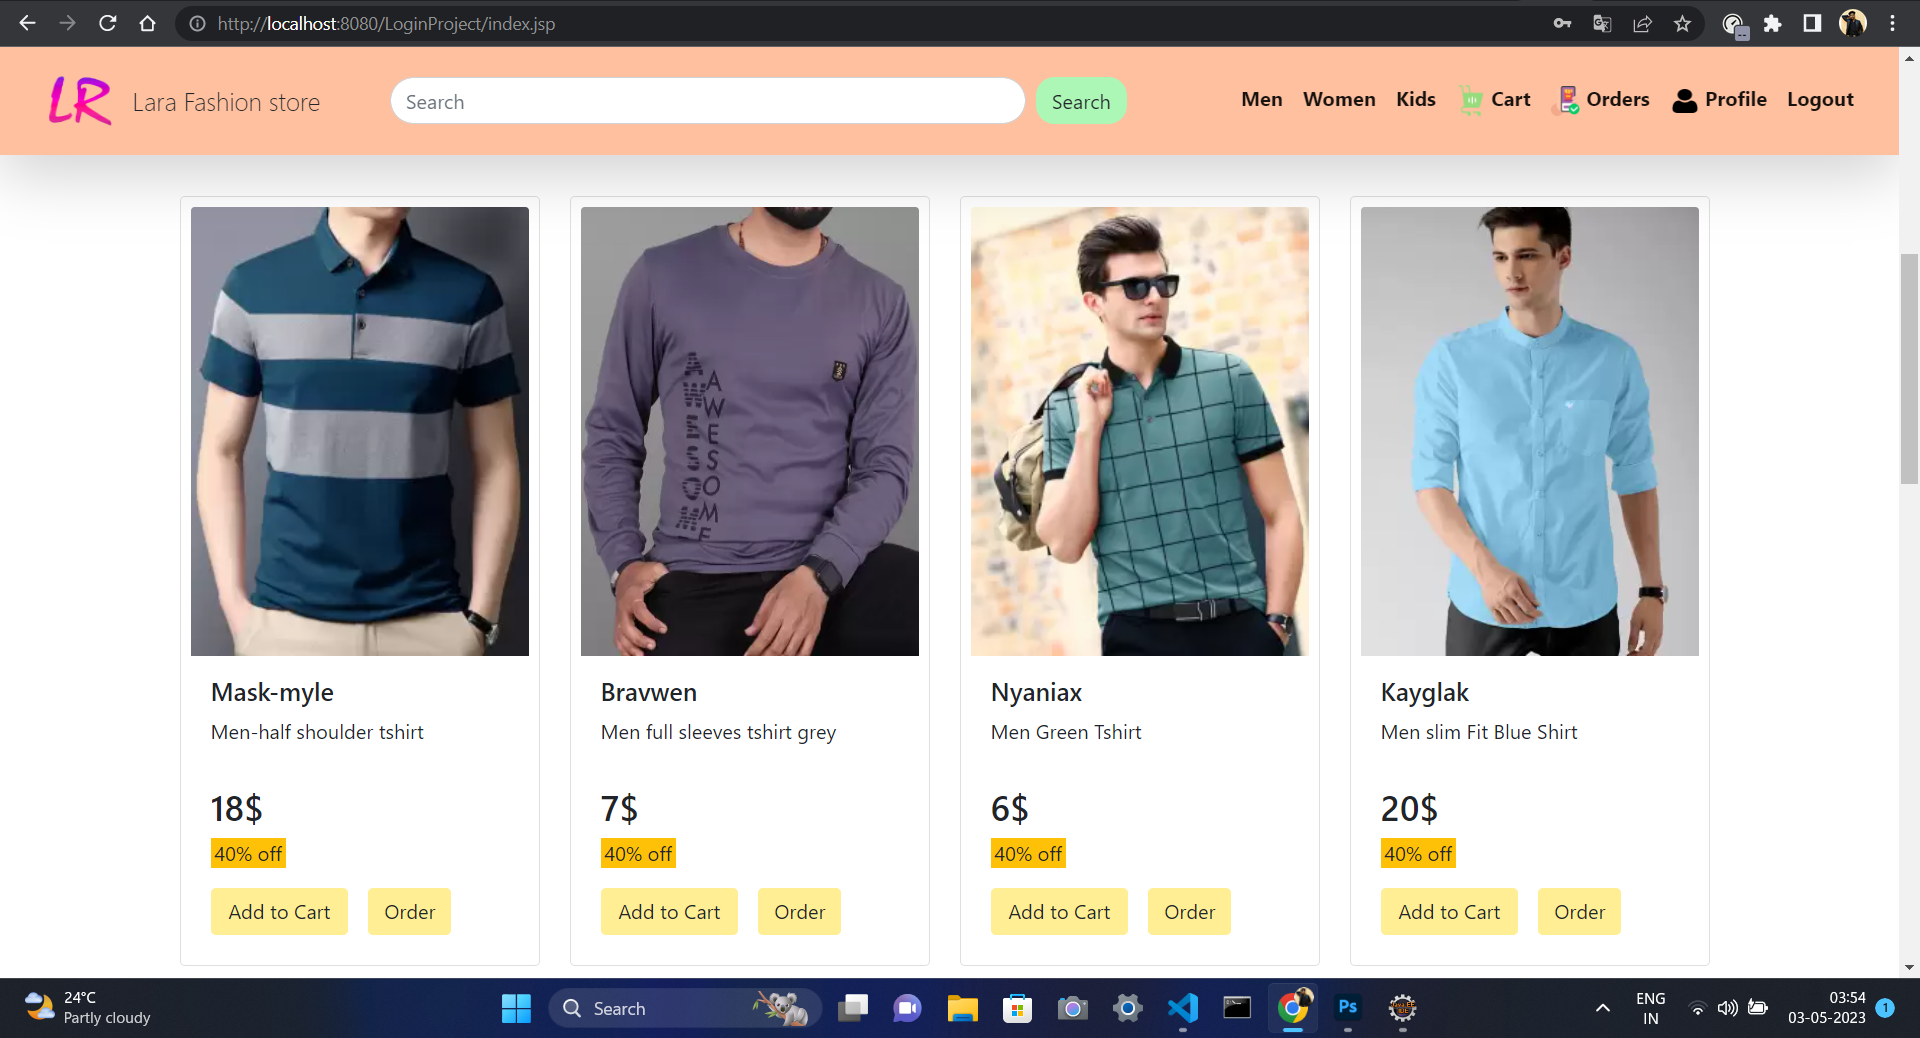 http://localhost:8080/LoginProject/index.jsp
LR
Lara Fashion store
Search
Search
Men Women Kids Cart Orders Profile Logout
AWESOME
AWESOME
Mask-myle
Men-half shoulder tshirt
18$
40% off
Add to Cart Order
Bravwen
Men full sleeves tshirt grey
7$
40% off
Add to Cart Order
Nyaniax
Men Green Tshirt
6$
40% off
Add to Cart Order
Kayglak
Men slim Fit Blue Shirt
20$
40% off
Add to Cart Order
24°C
Partly cloudy
Search
Ps
ENG
IN
03:54
03-05-2023
1